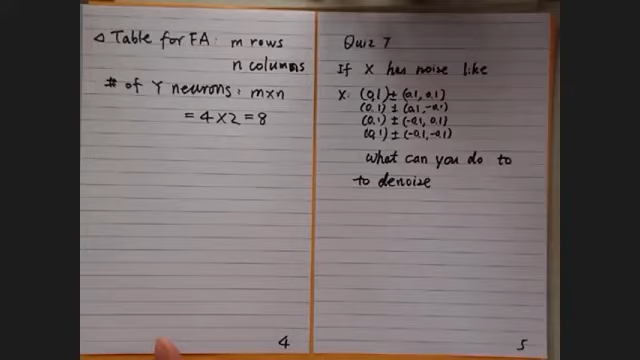 △ Table for FA: m rows
n columns
# of Y neurons: m×n
= 4×2=8
4
Quiz 7
If X has noise like
X: (0,1) ± (0.1, 0.1)
(0,1) ± (0.1, -0.1)
(0,1) ± (-0.1, 0.1)
(0,1) ± (-0.1, -0.1)
what can you do to
to denoize
5